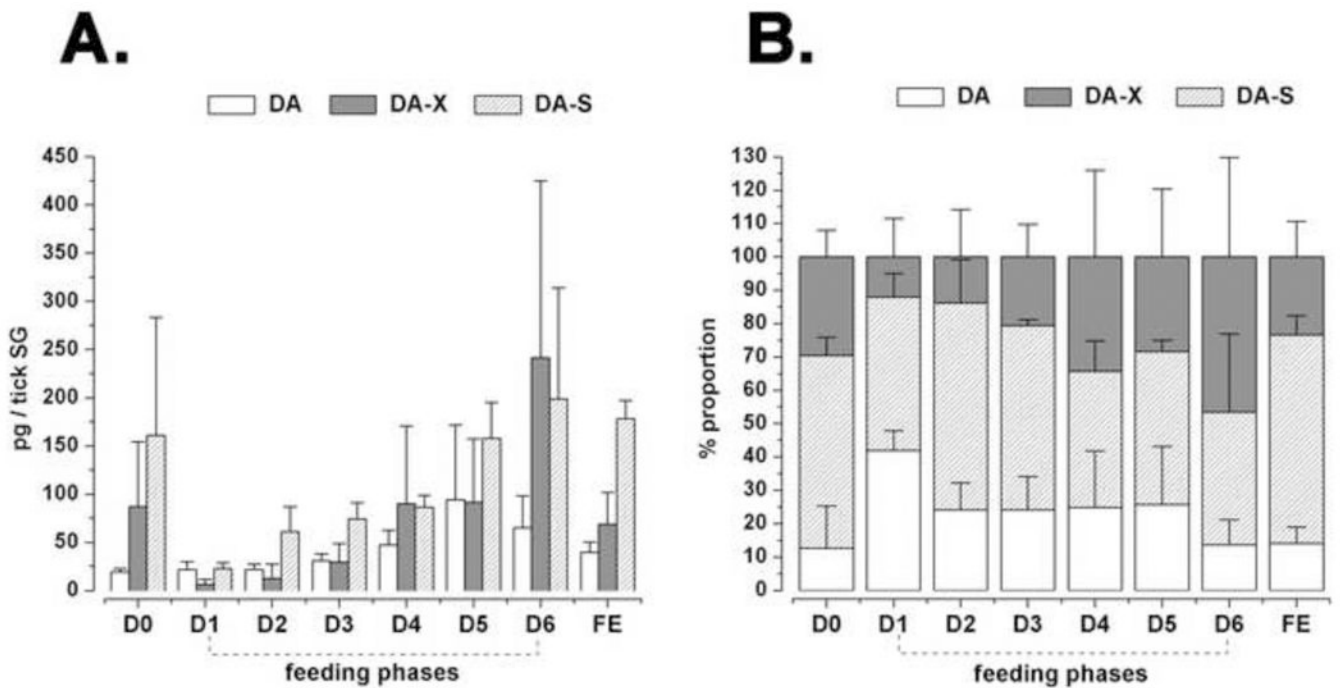 A.
DA DA-X DA-S
450
400
350
300
250
200
150
100
50
0
pg / tick SG
D0 D1 D2 D3 D4 D5 D6 FE
feeding phases
B.
DA DA-X DA-S
130
120
110
100
90
80
70
60
50
40
30
20
10
0
% proportion
D0 D1 D2 D3 D4 D5 D6 FE
feeding phases